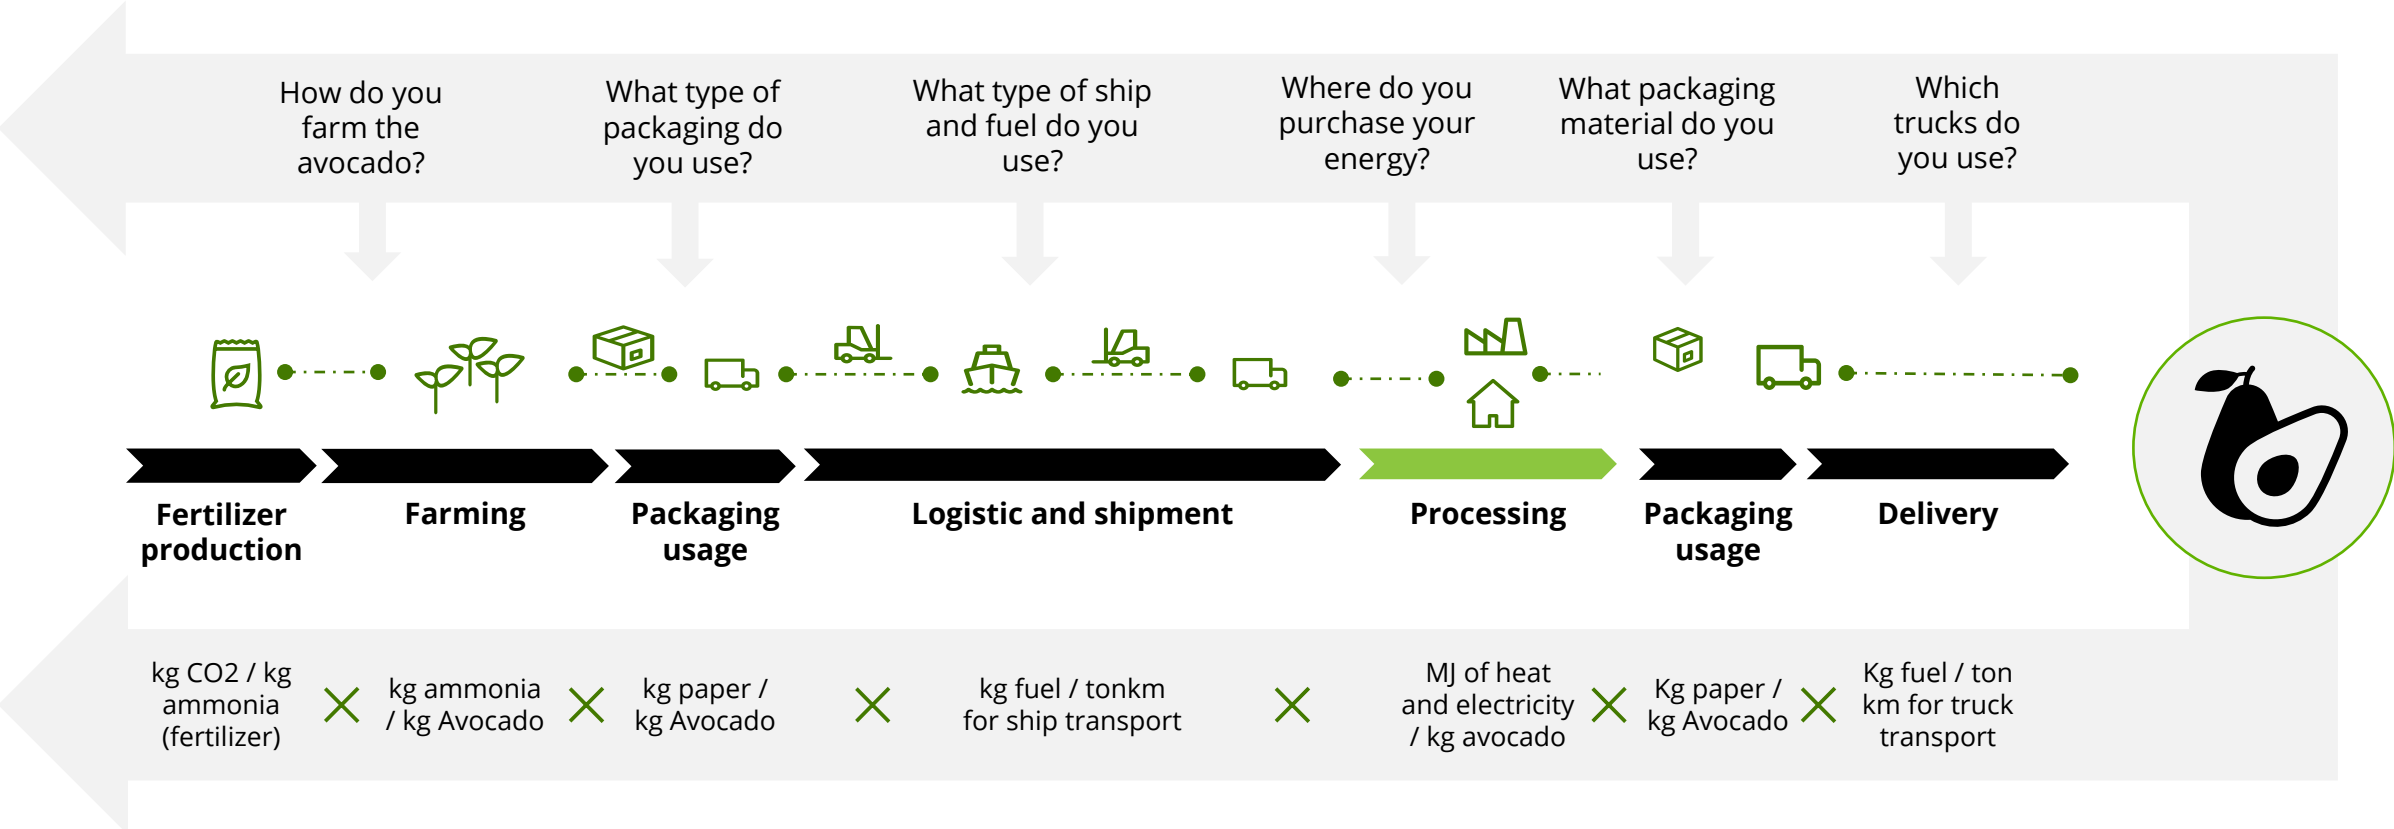 How do you
farm the
avocado?
What type of
packaging do
you use?
What type of ship
and fuel do you
use?
Where do you
purchase your
energy?
What packaging
material do you
use?
Which
trucks do
you use?
Fertilizer
production
Farming
Packaging
usage
Logistic and shipment
Processing
Packaging
usage
Delivery
kg CO2 / kg
ammonia
(fertilizer)
kg ammonia
/ kg Avocado
kg paper /
kg Avocado
kg fuel / tonkm
for ship transport
MJ of heat
and electricity
/ kg avocado
Kg paper /
kg Avocado
Kg fuel / ton
km for truck
transport